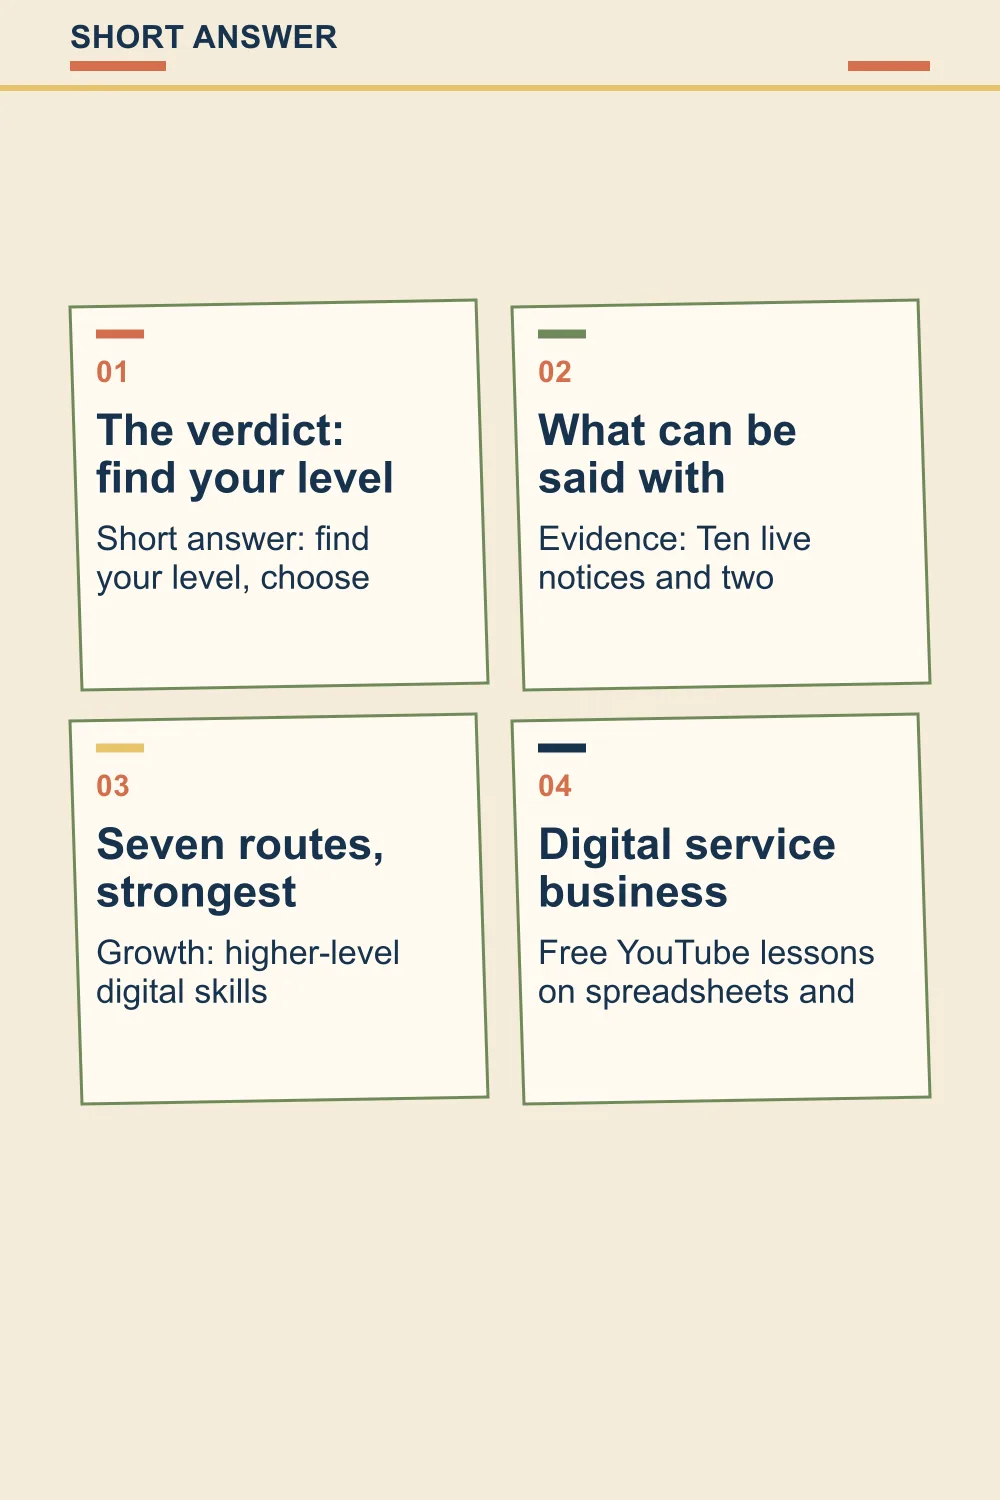 SHORT ANSWER
01
The verdict:
find your level
Short answer: find
your level, choose
02
What can be
said with
Evidence: Ten live
notices and two
03
Seven routes,
strongest
Growth: higher-level
digital skills
04
Digital service
business
Free YouTube lessons
on spreadsheets and